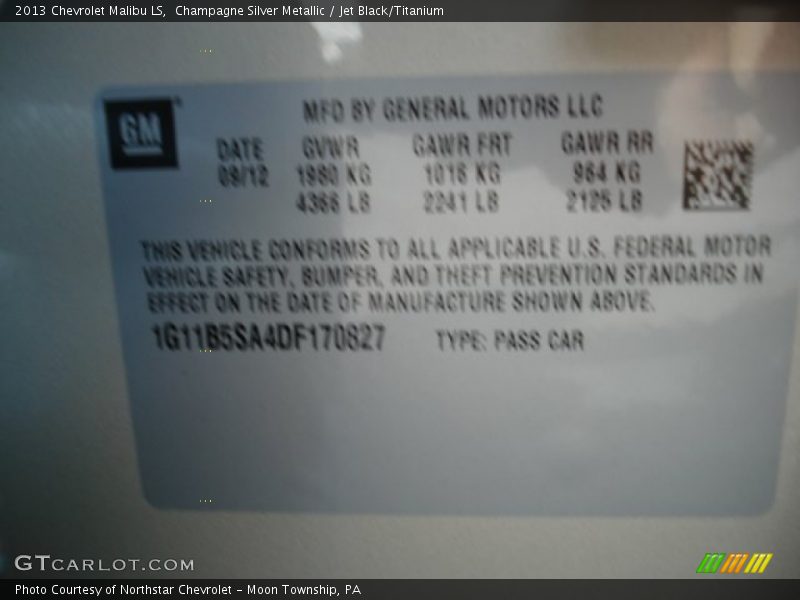 2013 Chevrolet Malibu LS,  Champagne Silver Metallic / Jet Black/Titanium
GM
MFD BY GENERAL MOTORS LLC
DATE GVWR GAWR FRT GAWR RR
09/12 1980 KG 1016 KG 964 KG
4366 LB 2241 LB 2125 LB
THIS VEHICLE CONFORMS TO ALL APPLICABLE U.S. FEDERAL MOTOR
VEHICLE SAFETY, BUMPER, AND THEFT PREVENTION STANDARDS IN
EFFECT ON THE DATE OF MANUFACTURE SHOWN ABOVE.
1G11B5SA4DF170827 TYPE: PASS CAR
GTCARLOT.COM
Photo Courtesy of Northstar Chevrolet - Moon Township, PA